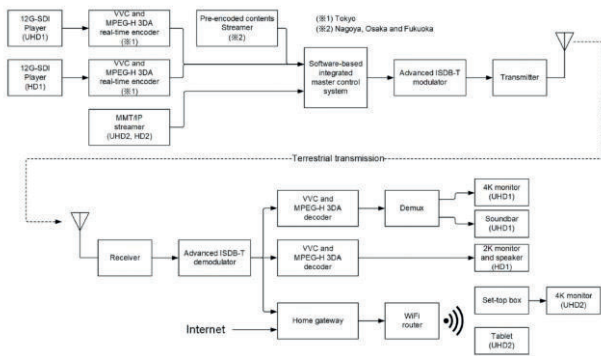 12G-SDI
Player
(UHD1)
VVC and
MPEG-H 3DA
real-time encoder
(※1)
Pre-encoded contents
Streamer
(※2)
(※1) Tokyo
(※2) Nagoya, Osaka and Fukuoka
12G-SDI
Player
(HD1)
VVC and
MPEG-H 3DA
real-time encoder
(※1)
Software-based
integrated
master control
system
Advanced ISDB-T
modulator
Transmitter
MMT/IP
streamer
(UHD2, HD2)
Terrestrial transmission
VVC and
MPEG-H 3DA
decoder
Demux
4K monitor
(UHD1)
Soundbar
(UHD1)
Receiver
Advanced ISDB-T
demodulator
VVC and
MPEG-H 3DA
decoder
2K monitor
and speaker
(HD1)
Internet
Home gateway
WiFi
router
Set-top box
4K monitor
(UHD2)
Tablet
(UHD2)